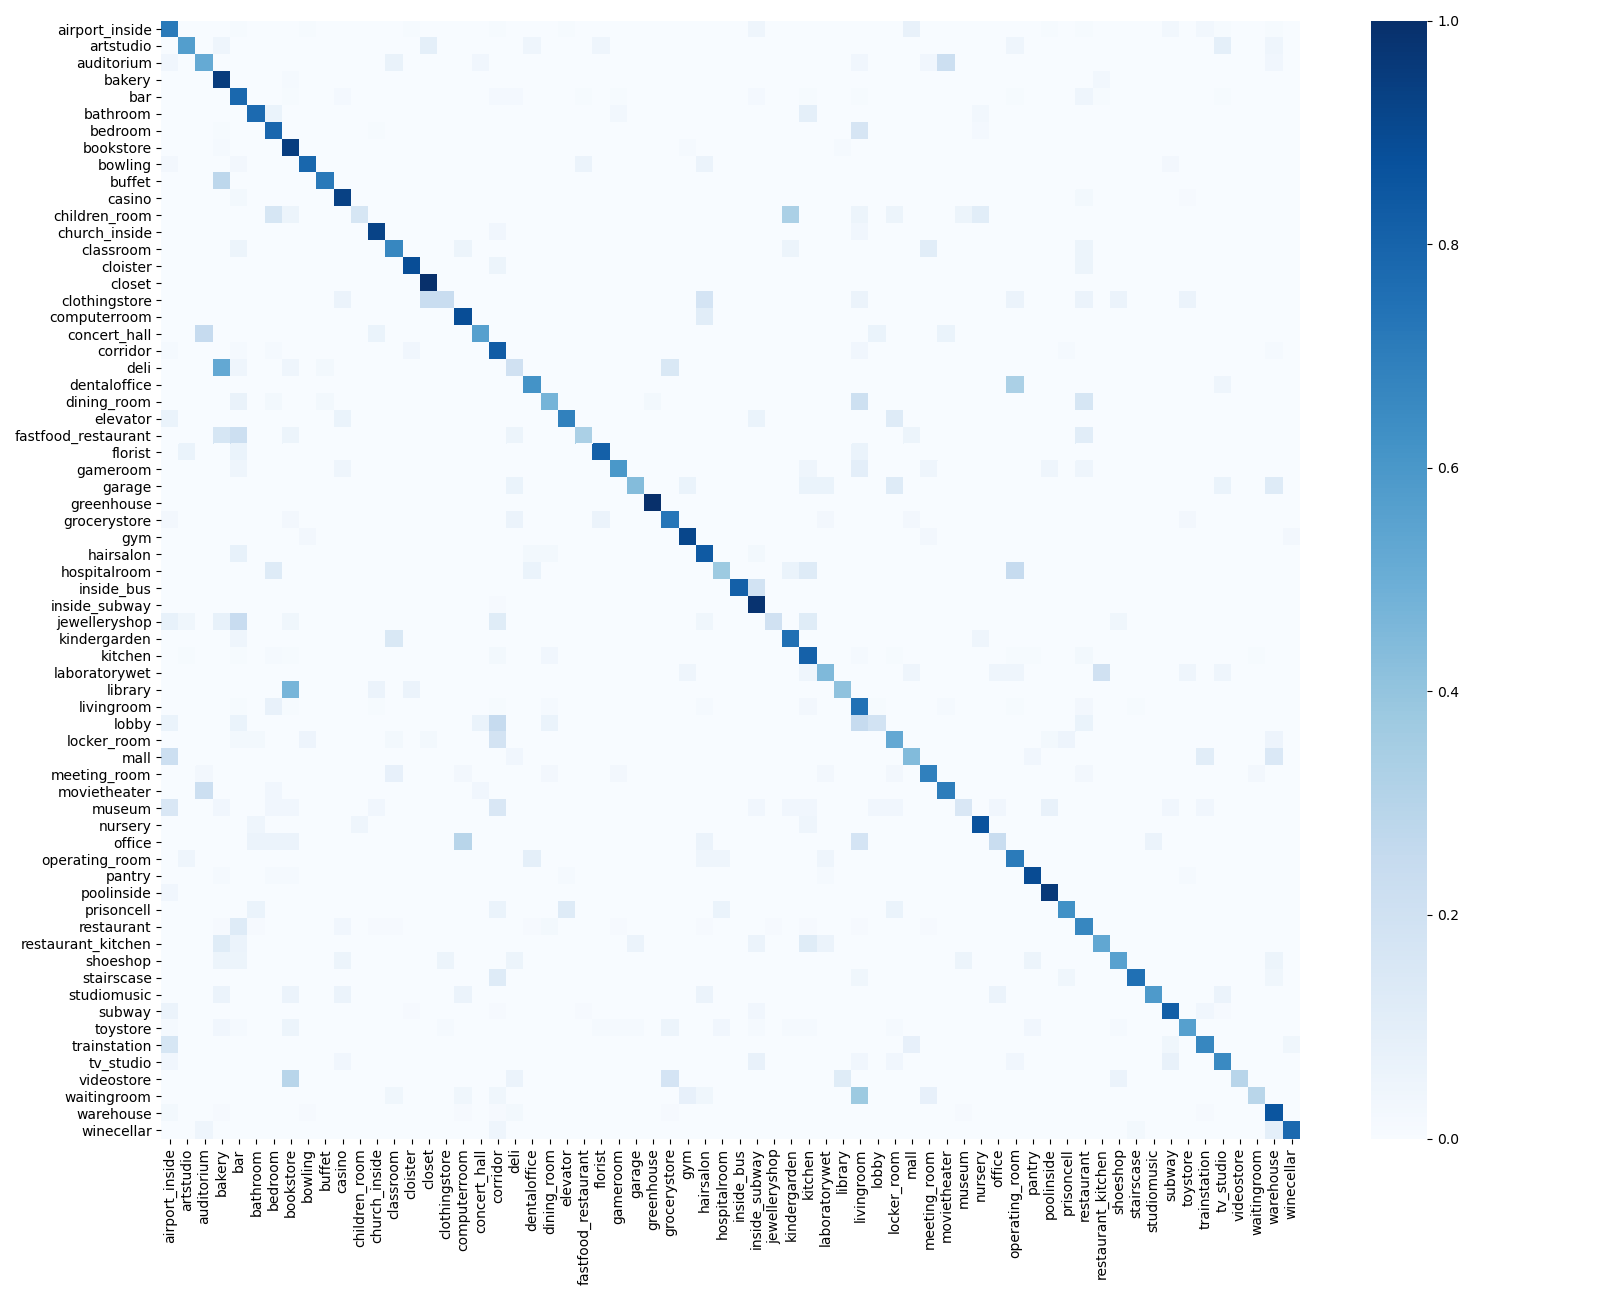 airport_inside
artstudio
auditorium
bakery
bar
bathroom
bedroom
bookstore
bowling
buffet
casino
children_room
church_inside
classroom
cloister
closet
clothingstore
computerroom
concert_hall
corridor
deli
dentaloffice
dining_room
elevator
fastfood_restaurant
florist
gameroom
garage
greenhouse
grocerystore
gym
hairsalon
hospitalroom
inside_bus
inside_subway
jewelleryshop
kindergarden
kitchen
laboratorywet
library
livingroom
lobby
locker_room
mall
meeting_room
movietheater
museum
nursery
office
operating_room
pantry
poolinside
prisoncell
restaurant
restaurant_kitchen
shoeshop
stairscase
studiomusic
subway
toystore
trainstation
tv_studio
videostore
waitingroom
warehouse
winecellar
airport_inside
artstudio
auditorium
bakery
bar
bathroom
bedroom
bookstore
bowling
buffet
casino
children_room
church_inside
classroom
cloister
closet
clothingstore
computerroom
concert_hall
corridor
deli
dentaloffice
dining_room
elevator
fastfood_restaurant
florist
gameroom
garage
greenhouse
grocerystore
gym
hairsalon
hospitalroom
inside_bus
inside_subway
jewelleryshop
kindergarden
kitchen
laboratorywet
library
livingroom
lobby
locker_room
mall
meeting_room
movietheater
museum
nursery
office
operating_room
pantry
poolinside
prisoncell
restaurant
restaurant_kitchen
shoeshop
stairscase
studiomusic
subway
toystore
trainstation
tv_studio
videostore
waitingroom
warehouse
winecellar
1.0
0.8
0.6
0.4
0.2
0.0